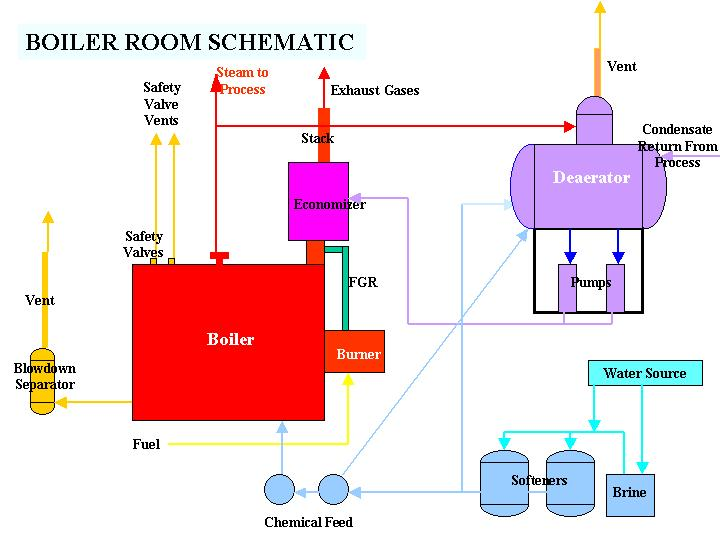 BOILER ROOM SCHEMATIC
Steam to
Process
Safety
Valve
Vents
Exhaust Gases
Vent
Stack
Condensate
Return From
Process
Deaerator
Economizer
Safety
Valves
FGR
Pumps
Vent
Boiler
Burner
Blowdown
Separator
Water Source
Fuel
Softeners
Brine
Chemical Feed